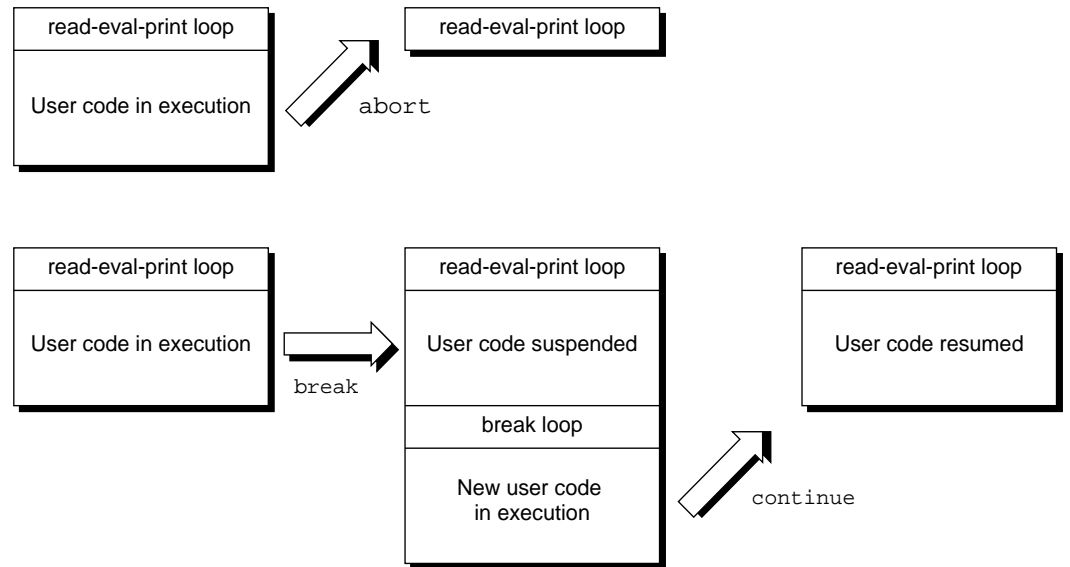 read-eval-print loop
User code in execution
abort
read-eval-print loop
read-eval-print loop
User code in execution
break
read-eval-print loop
User code suspended
break loop
New user code
in execution
continue
read-eval-print loop
User code resumed